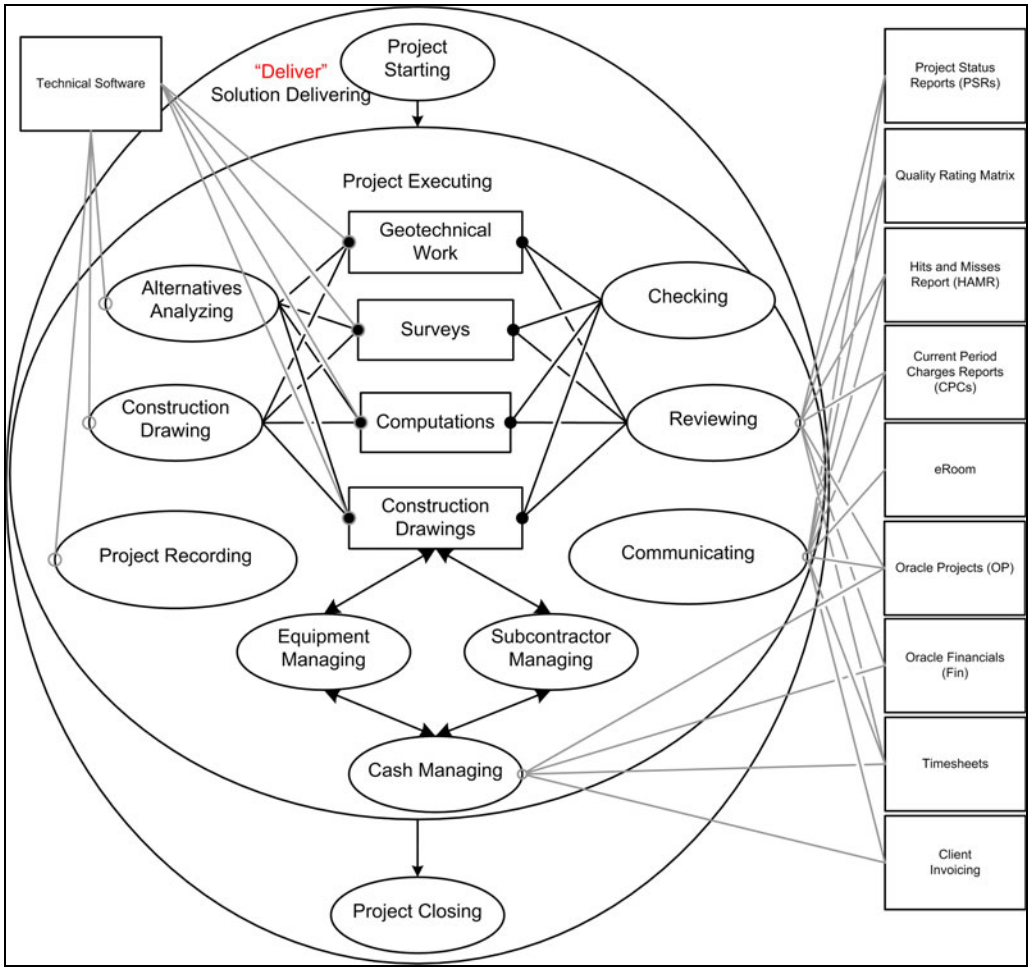 Technical Software
“Deliver”
Solution Delivering
Project
Starting
Project Executing
Geotechnical
Work
Alternatives
Analyzing
Surveys
Checking
Construction
Drawing
Computations
Reviewing
Construction
Drawings
Project Recording
Communicating
Equipment
Managing
Subcontractor
Managing
Cash Managing
Project Closing
Project Status
Reports (PSRs)
Quality Rating Matrix
Hits and Misses
Report (HAMR)
Current Period
Charges Reports
(CPCs)
eRoom
Oracle Projects (OP)
Oracle Financials
(Fin)
Timesheets
Client
Invoicing